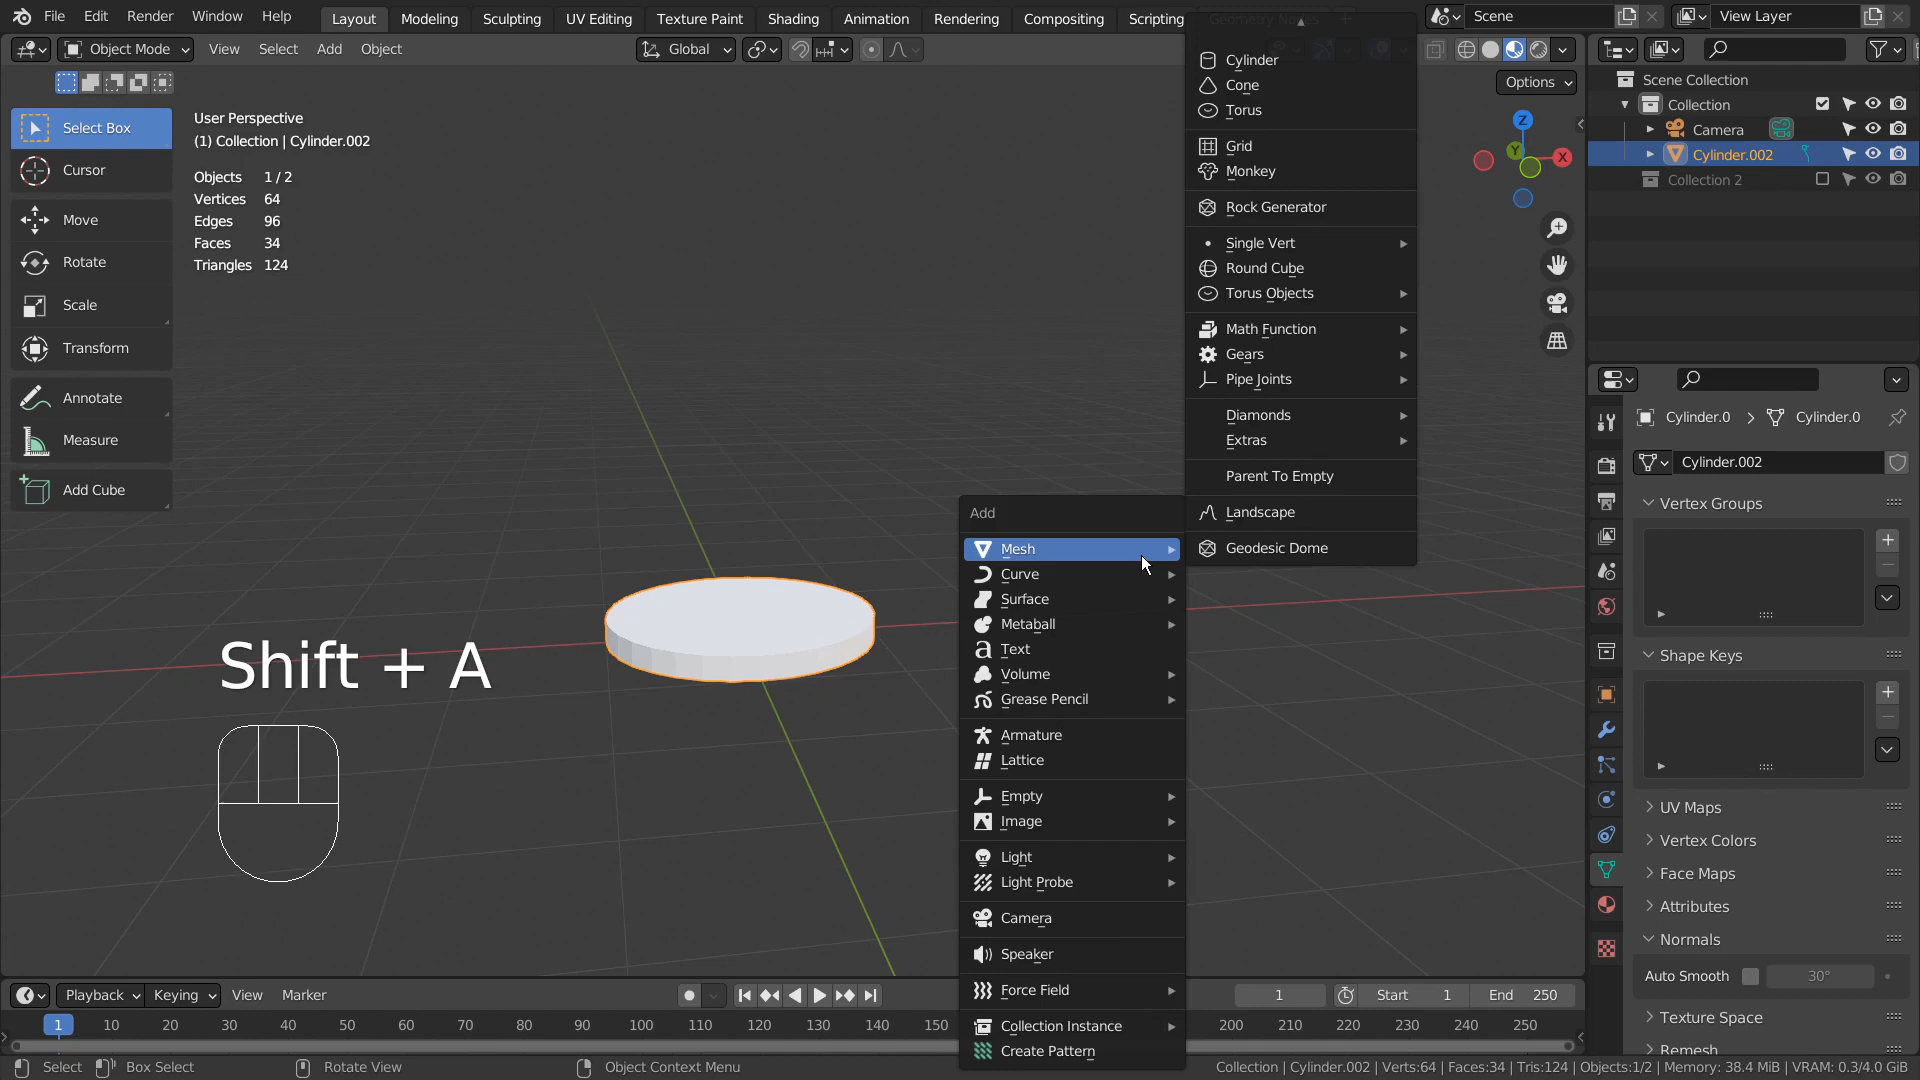 File Edit Render Window Help
Layout Modeling Sculpting UV Editing Texture Paint Shading Animation Rendering Compositing Scripting
Scene
View Layer
Object Mode View Select Add Object
Global
Options
Select Box
Cursor
Move
Rotate
Scale
Transform
Annotate
Measure
Add Cube
User Perspective
(1) Collection | Cylinder.002
Objects 1 / 2
Vertices 64
Edges 96
Faces 34
Triangles 124
Shift + A
Add
Mesh
Curve
Surface
Metaball
Text
Volume
Grease Pencil
Armature
Lattice
Empty
Image
Light
Light Probe
Camera
Speaker
Force Field
Collection Instance
Create Pattern
Cylinder
Cone
Torus
Grid
Monkey
Rock Generator
Single Vert
Round Cube
Torus Objects
Math Function
Gears
Pipe Joints
Diamonds
Extras
Parent To Empty
Landscape
Geodesic Dome
Z
Y
X
Scene Collection
Collection
Camera
Cylinder.002
Collection 2
Cylinder.0 > Cylinder.0
Cylinder.002
Vertex Groups
Shape Keys
UV Maps
Vertex Colors
Face Maps
Attributes
Normals
Auto Smooth 30°
Texture Space
Remesh
Playback Keying View Marker
1 Start 1 End 250
1 10 20 30 40 50 60 70 80 90 100 110 120 130 140 150 200 210 220 230 240 250
Select Box Select Rotate View Object Context Menu
Collection | Cylinder.002 | Verts:64 | Faces:34 | Tris:124 | Objects:1/2 | Memory: 38.4 MiB | VRAM: 0.3/4.0 GiB